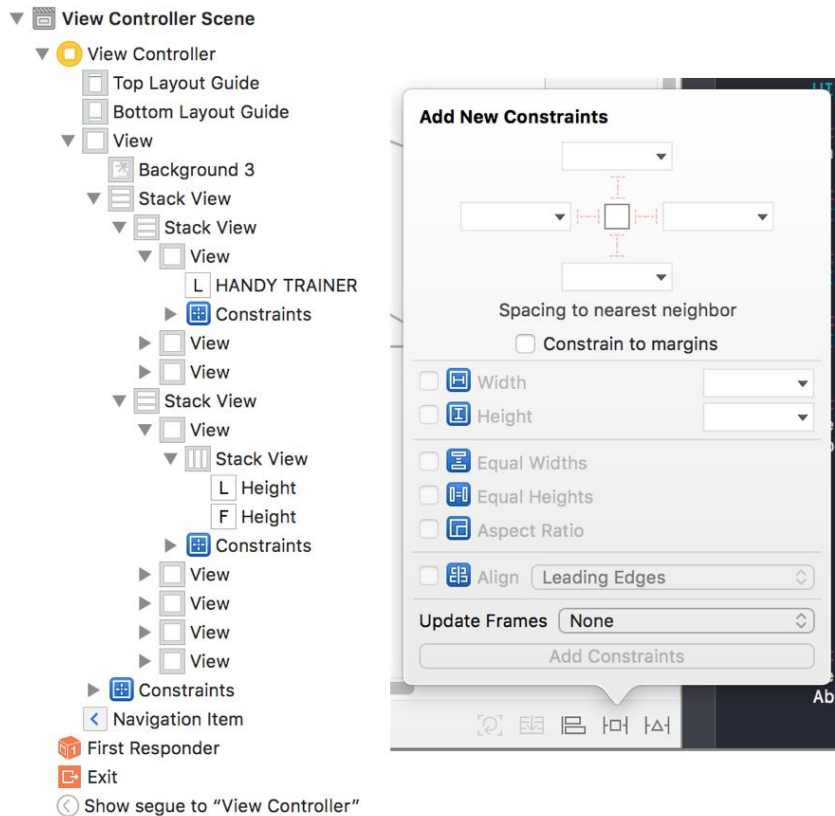 View Controller Scene
View Controller
Top Layout Guide
Bottom Layout Guide
View
Background 3
Stack View
Stack View
View
L HANDY TRAINER
Constraints
View
View
Stack View
View
Stack View
L Height
F Height
Constraints
View
View
View
View
Constraints
Navigation Item
First Responder
Exit
Show segue to “View Controller”
UI
Add New Constraints
Spacing to nearest neighbor
Constrain to margins
Width
Height
Equal Widths
Equal Heights
Aspect Ratio
Align Leading Edges
Update Frames None
Add Constraints
Ab